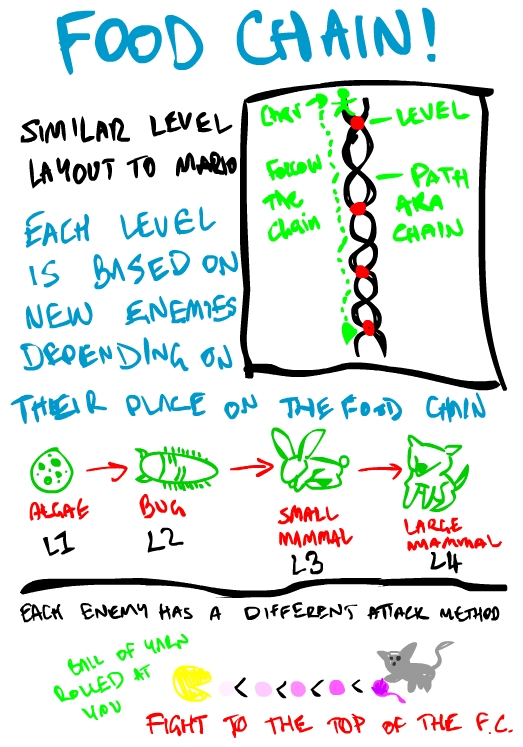 FOOD CHAIN!
SIMILAR LEVEL
LAYOUT TO MARIO
CHAR
LEVEL
FOLLOW
THE
Chain
PATH
AKA
CHAIN
EACH LEVEL
IS BASED ON
NEW ENEMIES
DEPENDING ON
THEIR PLACE ON THE FOOD CHAIN
ALGAE
L1
BUG
L2
SMALL
MAMMAL
L3
LARGE
MAMMAL
L4
EACH ENEMY HAS A DIFFERENT ATTACK METHOD
BALL OF YARN
ROLLED AT
YOU
FIGHT TO THE TOP OF THE F.C.